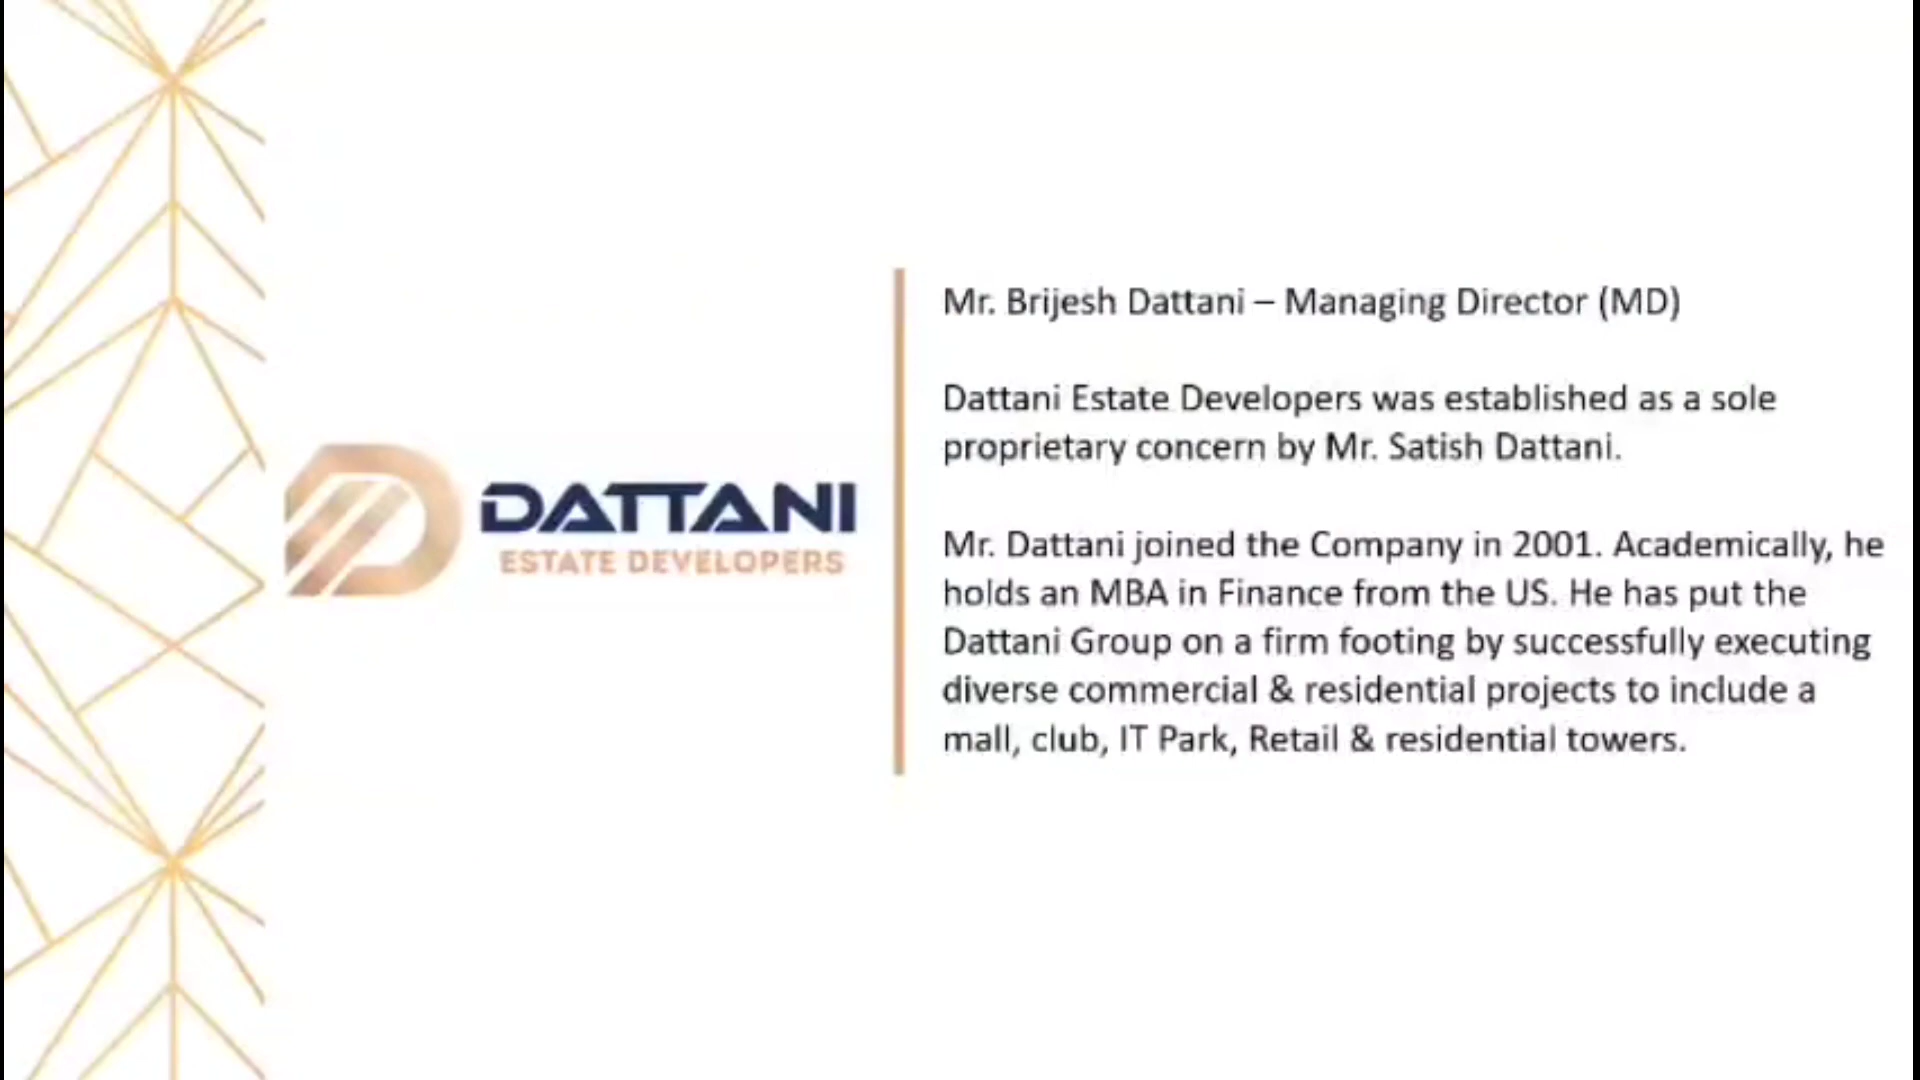 DATTANI
ESTATE DEVELOPERS
Mr. Brijesh Dattani – Managing Director (MD)
Dattani Estate Developers was established as a sole
proprietary concern by Mr. Satish Dattani.
Mr. Dattani joined the Company in 2001. Academically, he
holds an MBA in Finance from the US. He has put the
Dattani Group on a firm footing by successfully executing
diverse commercial & residential projects to include a
mall, club, IT Park, Retail & residential towers.